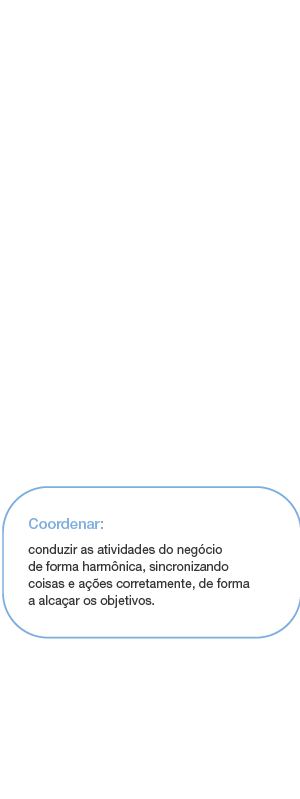 Coordenar:
conduzir as atividades do negócio
de forma harmônica, sincronizando
coisas e ações corretamente, de forma
a alcaçar os objetivos.